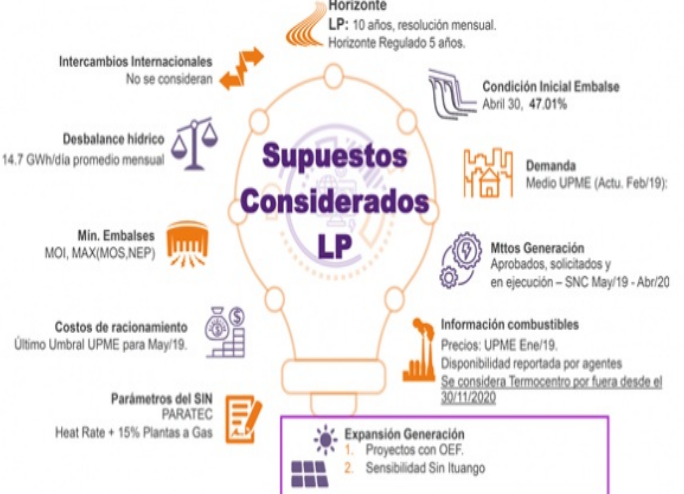 Horizonte
LP: 10 años, resolución mensual.
Horizonte Regulado 5 años.
Intercambios Internacionales
No se consideran
Condición Inicial Embalse
Abril 30, 47.01%
Desbalance hídrico
14.7 GWh/día promedio mensual
Supuestos
Considerados
LP
Demanda
Medio UPME (Actu. Feb/19):
Min. Embalses
MOI, MAX(MOS,NEP)
Mttos Generación
Aprobados, solicitados y
en ejecución – SNC May/19 - Abr/20
Costos de racionamiento
Último Umbral UPME para May/19.
Información combustibles
Precios: UPME Ene/19.
Disponibilidad reportada por agentes
Se considera Termocentro por fuera desde el
30/11/2020
Parámetros del SIN
PARATEC
Heat Rate + 15% Plantas a Gas
Expansión Generación
1. Proyectos con OEF.
2. Sensibilidad Sin Ituango